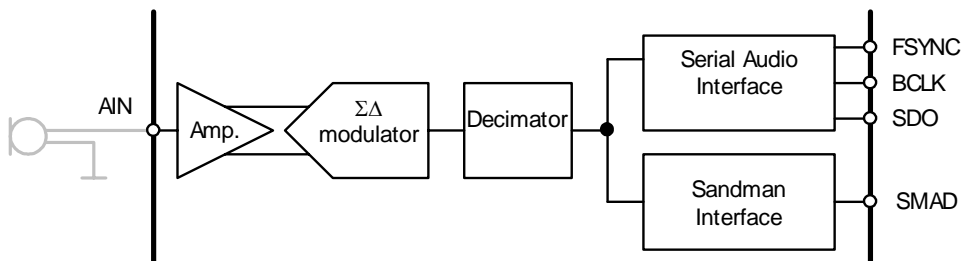 AIN
Amp.
ΣΔ
modulator
Decimator
Serial Audio
Interface
FSYNC
BCLK
SDO
Sandman
Interface
SMAD